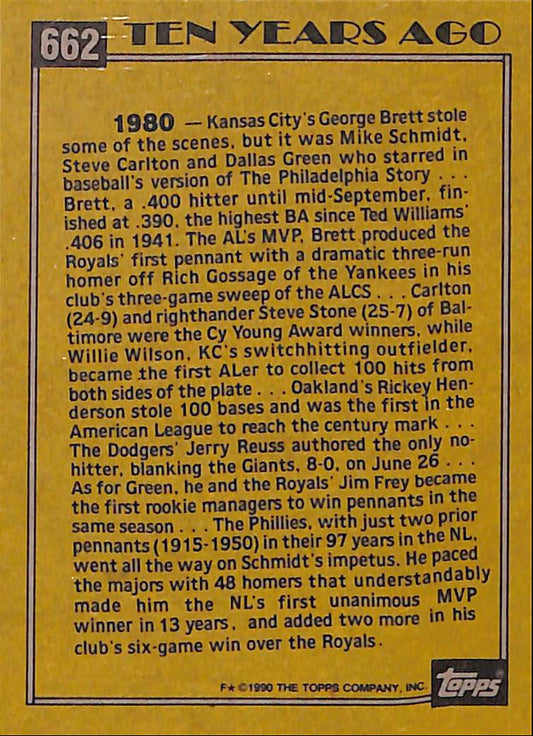 662 TEN YEARS AGO
1980 — Kansas City's George Brett stole
some of the scenes, but it was Mike Schmidt,
Steve Carlton and Dallas Green who starred in
baseball's version of The Philadelphia Story . . .
Brett, a .400 hitter until mid-September, fin-
ished at .390, the highest BA since Ted Williams'
.406 in 1941. The AL's MVP, Brett produced the
Royals' first pennant with a dramatic three-run
homer off Rich Gossage of the Yankees in his
club's three-game sweep of the ALCS . . . Carlton
(24-9) and righthander Steve Stone (25-7) of Bal-
timore were the Cy Young Award winners, while
Willie Wilson, KC's switchhitting outfielder,
became the first ALer to collect 100 hits from
both sides of the plate . . . Oakland's Rickey Hen-
derson stole 100 bases and was the first in the
American League to reach the century mark . . .
The Dodgers' Jerry Reuss authored the only no-
hitter, blanking the Giants, 8-0, on June 26 . . .
As for Green, he and the Royals' Jim Frey became
the first rookie managers to win pennants in the
same season . . . The Phillies, with just two prior
pennants (1915-1950) in their 97 years in the NL,
went all the way on Schmidt's impetus. He paced
the majors with 48 homers that understandably
made him the NL's first unanimous MVP
winner in 13 years, and added two more in his
club's six-game win over the Royals.
F★ ©1990 THE TOPPS COMPANY, INC. topps®